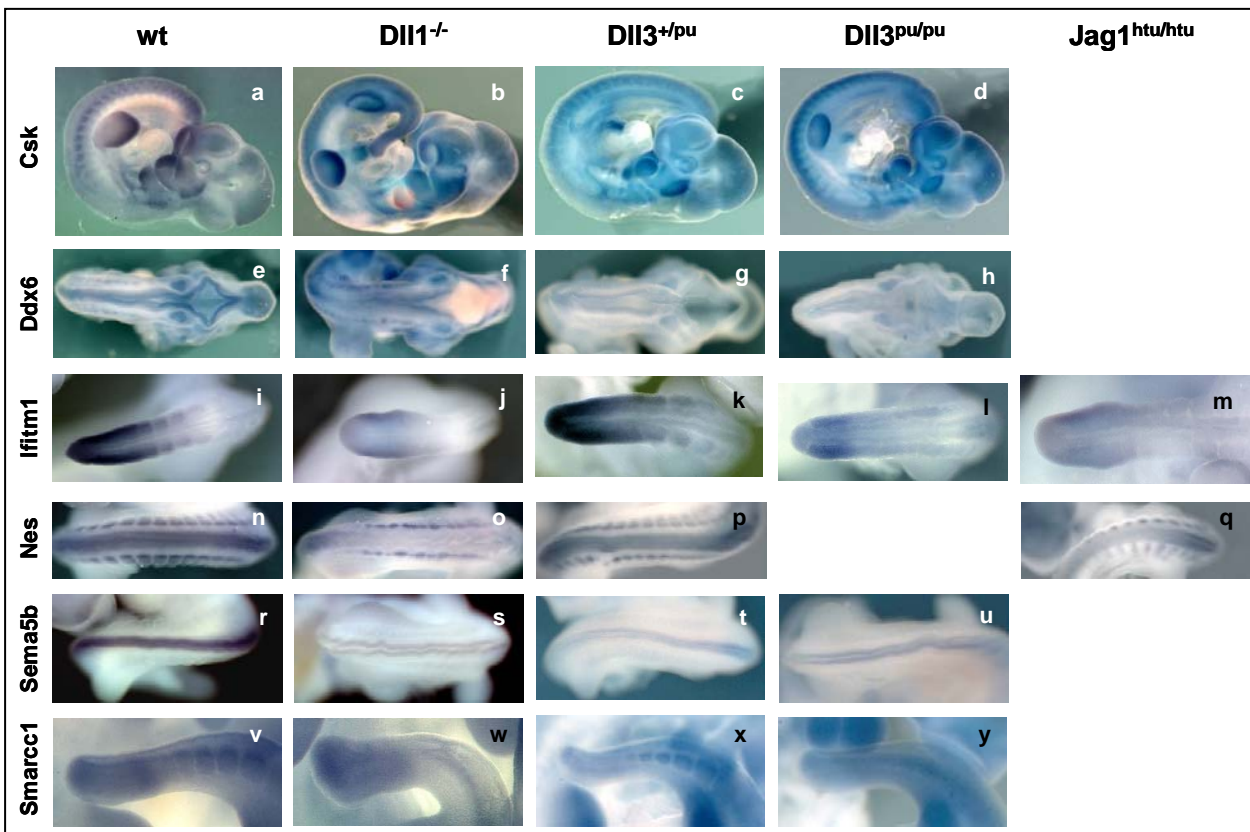 wt Dll1-/- Dll3+/pu Dll3pu/pu Jag1htu/htu
Csk a b c d
Ddx6 e f g h
Ifitm1 i j k l m
Nes n o p q
Sema5b r s t u
Smarcc1 v w x y